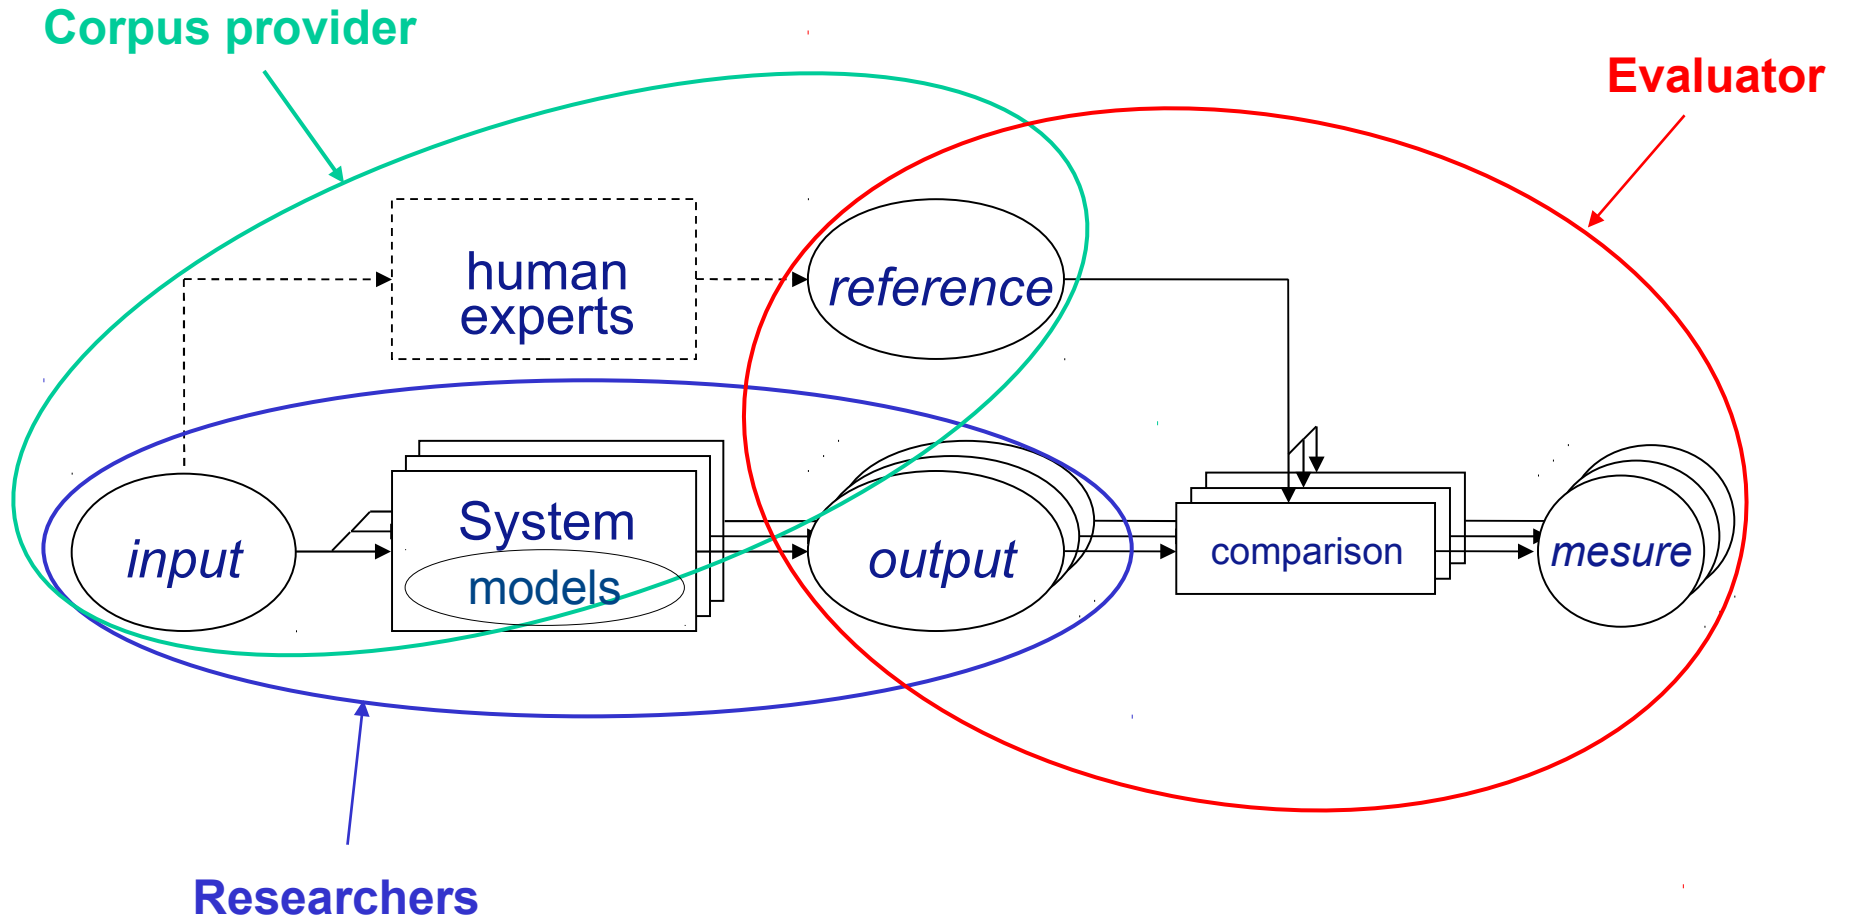 Corpus provider
Evaluator
human
experts
reference
input
System
models
output
comparison
mesure
Researchers